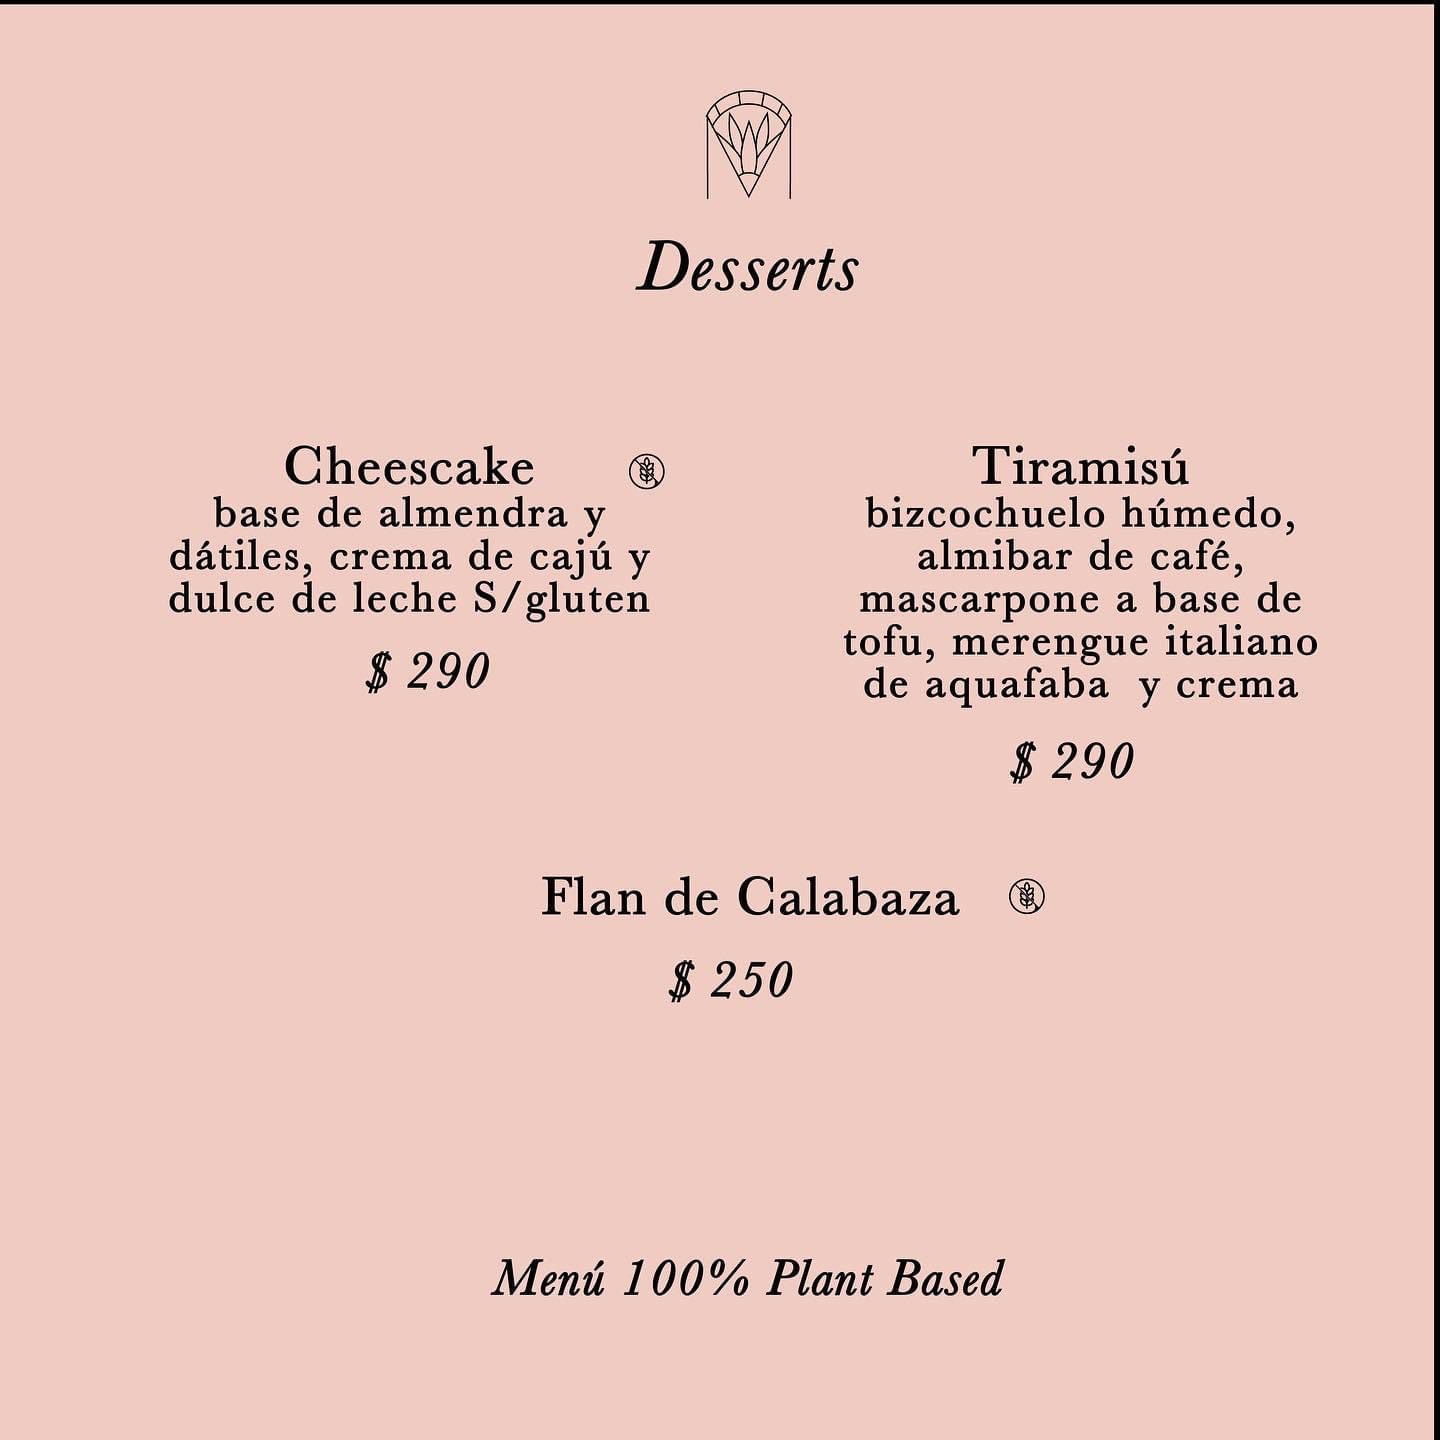 Desserts
Cheescake
base de almendra y
dátiles, crema de cajú y
dulce de leche S/gluten
$ 290
Tiramisú
bizcochuelo húmedo,
almibar de café,
mascarpone a base de
tofu, merengue italiano
de aquafaba y crema
$ 290
Flan de Calabaza
$ 250
Menú 100% Plant Based